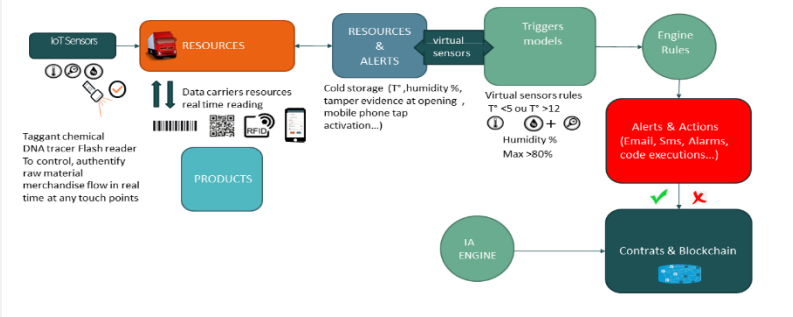 IoT Sensors
RESOURCES
RESOURCES
&
ALERTS
virtual
sensors
Triggers
models
Engine
Rules
Data carriers resources
real time reading
RFID
Cold storage (T° ,humidity %,
tamper evidence at opening ,
mobile phone tap
activation...)
Virtual sensors rules
T° <5 ou T° >12
+
Humidity %
Max >80%
Alerts & Actions
(Email, Sms, Alarms,
code executions...)
Taggant chemical
DNA tracer Flash reader
To control, authentify
raw material
merchandise flow in real
time at any touch points
PRODUCTS
IA
ENGINE
Contrats & Blockchain